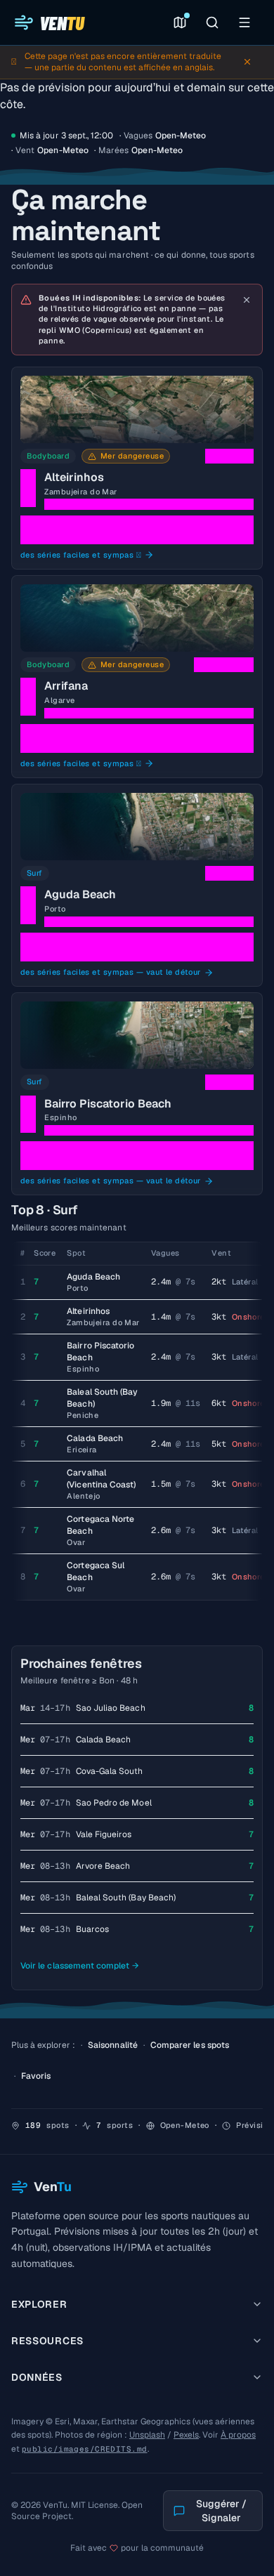 VENTU
Cette page n'est pas encore entièrement traduite
— une partie du contenu est affichée en anglais.
Pas de prévision pour aujourd'hui et demain sur cette
côte.
Mis à jour 3 sept., 12:00 · Vagues Open-Meteo
· Vent Open-Meteo · Marées Open-Meteo
Ça marche
maintenant
Seulement les spots qui marchent · ce qui donne, tous sports
confondus
Bouées IH indisponibles: Le service de bouées
de l'Instituto Hidrográfico est en panne — pas
de relevés de vague observée pour l'instant. Le
repli WMO (Copernicus) est également en
panne.
Bodyboard Mer dangereuse
Alteirinhos
Zambujeira do Mar
des séries faciles et sympas →
Bodyboard Mer dangereuse
Arrifana
Algarve
des séries faciles et sympas →
Surf
Aguda Beach
Porto
des séries faciles et sympas — vaut le détour →
Surf
Bairro Piscatorio Beach
Espinho
des séries faciles et sympas — vaut le détour →
Top 8 · Surf
Meilleurs scores maintenant
# Score Spot Vagues Vent
1 7 Aguda Beach 2.4m @ 7s 2kt Latéral
Porto
2 7 Alteirinhos 1.4m @ 7s 3kt Onshor
Zambujeira do Mar
3 7 Bairro Piscatorio Beach 2.4m @ 7s 3kt Latéral
Espinho
4 7 Baleal South (Bay Beach) 1.9m @ 11s 6kt Onshor
Peniche
5 7 Calada Beach 2.4m @ 11s 5kt Onshor
Ericeira
6 7 Carvalhal (Vicentina Coast) 1.5m @ 7s 3kt Onshor
Alentejo
7 7 Cortegaca Norte Beach 2.6m @ 7s 3kt Latéral
Ovar
8 7 Cortegaca Sul Beach 2.6m @ 7s 3kt Onshor
Ovar
Prochaines fenêtres
Meilleure fenêtre ≥ Bon · 48 h
Mar 14–17h Sao Juliao Beach 8
Mer 07–17h Calada Beach 8
Mer 07–17h Cova-Gala South 8
Mer 07–17h Sao Pedro de Moel 8
Mer 07–17h Vale Figueiros 7
Mer 08–13h Arvore Beach 7
Mer 08–13h Baleal South (Bay Beach) 7
Mer 08–13h Buarcos 7
Voir le classement complet →
Plus à explorer : · Saisonnalité · Comparer les spots
· Favoris
189 spots · 7 sports · Open-Meteo · Prévisi
VenTu
Plateforme open source pour les sports nautiques au
Portugal. Prévisions mises à jour toutes les 2h (jour) et
4h (nuit), observations IH/IPMA et actualités
automatiques.
EXPLORER
RESSOURCES
DONNÉES
Imagery © Esri, Maxar, Earthstar Geographics (vues aériennes
des spots). Photos de région : Unsplash / Pexels. Voir À propos
et public/images/CREDITS.md.
© 2026 VenTu. MIT License. Open
Source Project.
Suggérer /
Signaler
Fait avec ♡ pour la communauté